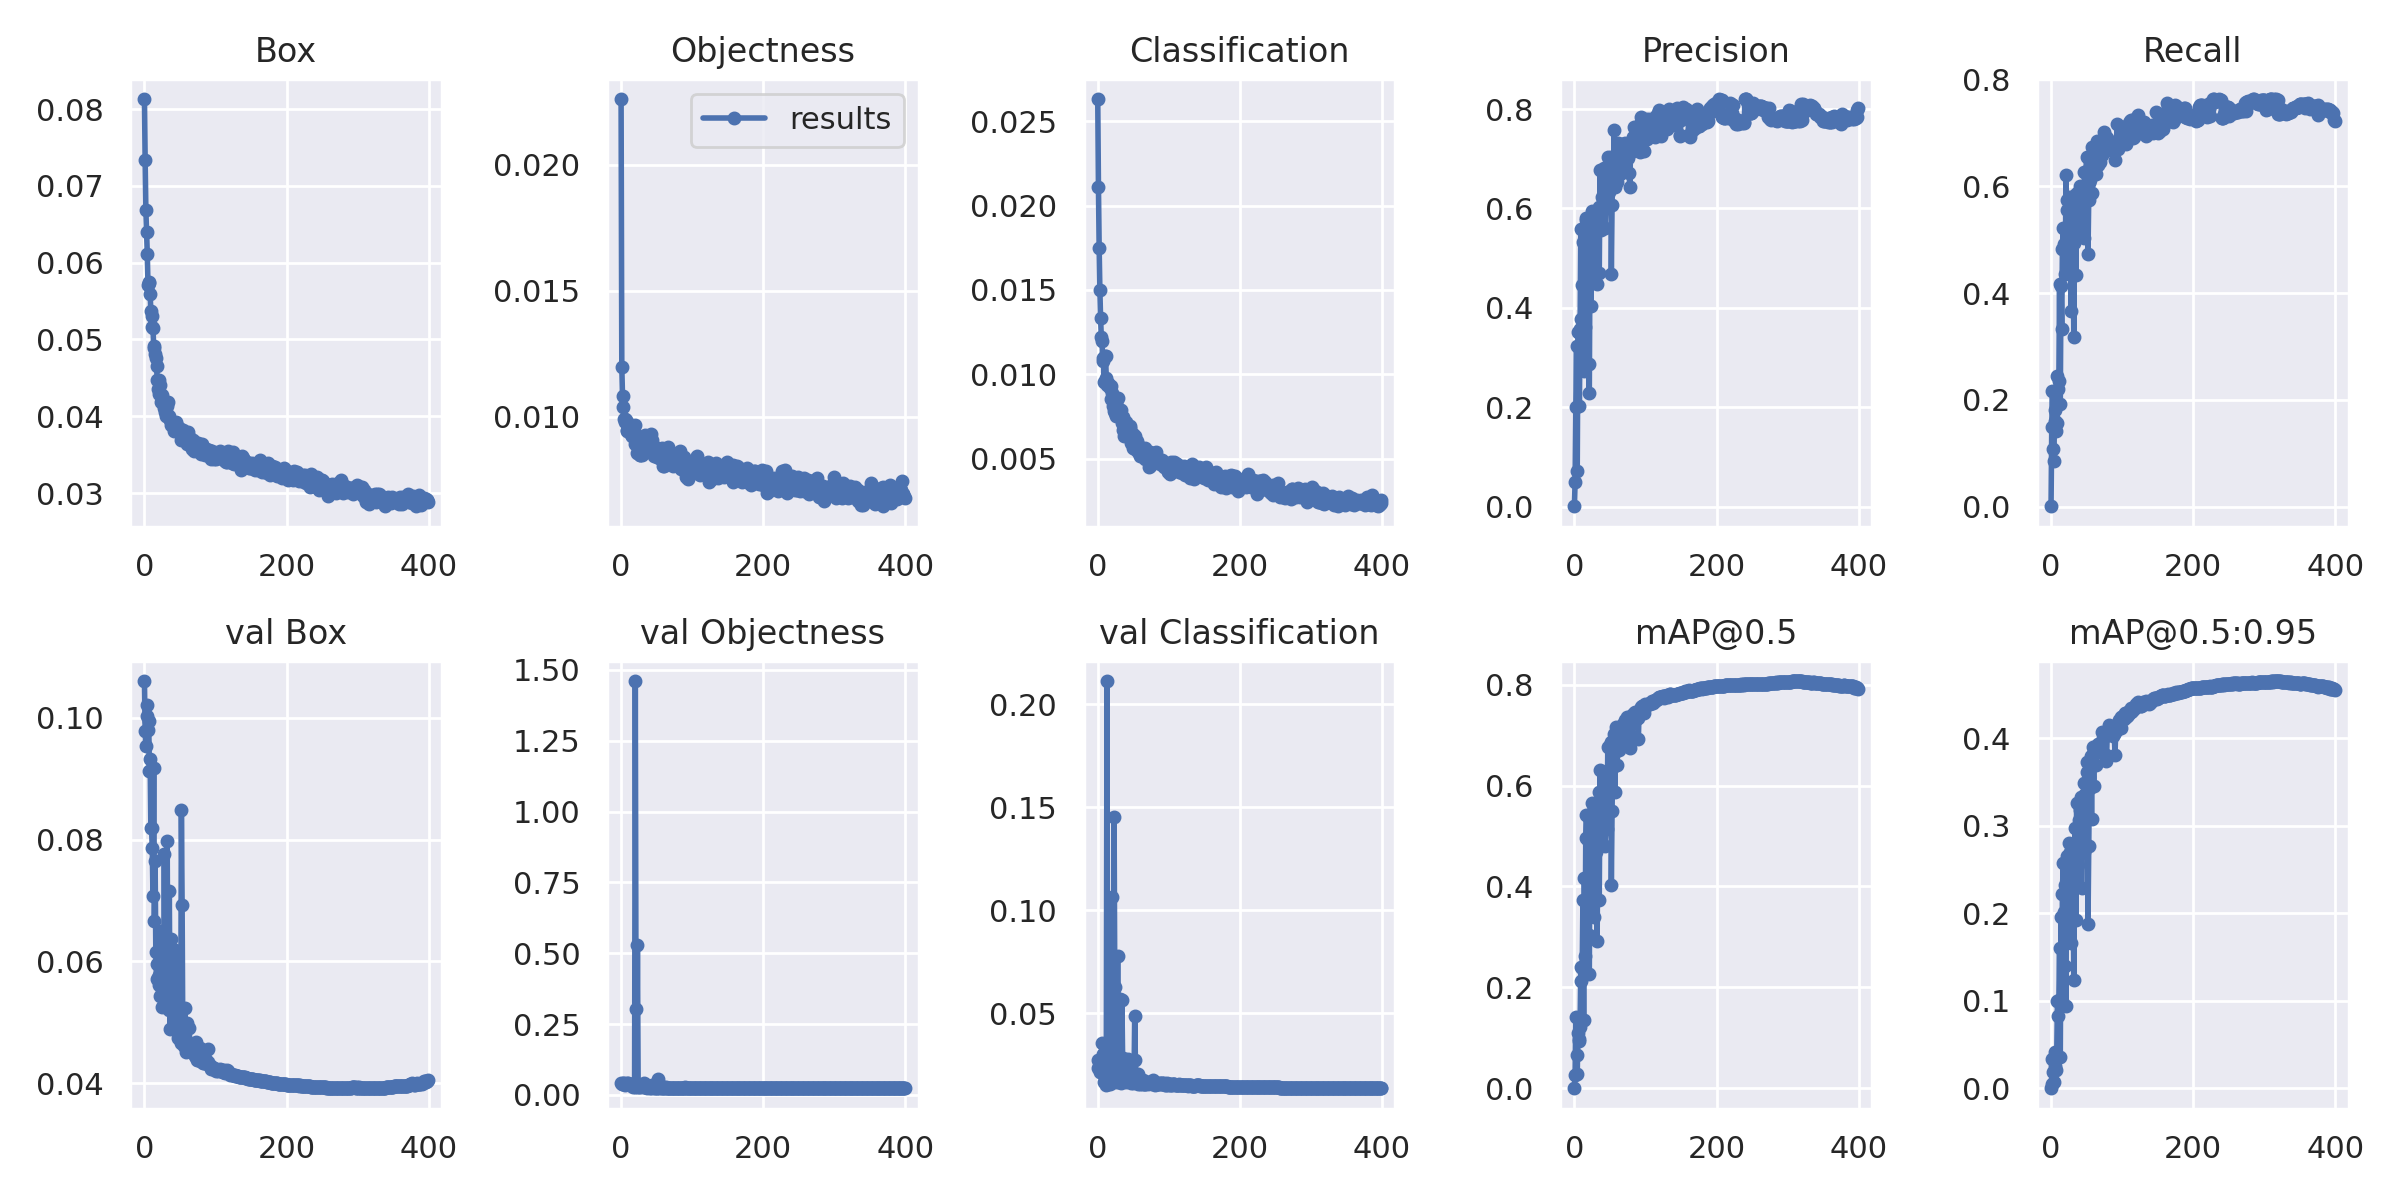 Box
0.08
0.07
0.06
0.05
0.04
0.03
0 200 400
Objectness
results
0.020
0.015
0.010
0 200 400
Classification
0.025
0.020
0.015
0.010
0.005
0 200 400
Precision
0.8
0.6
0.4
0.2
0.0
0 200 400
Recall
0.8
0.6
0.4
0.2
0.0
0 200 400
val Box
0.10
0.08
0.06
0.04
0 200 400
val Objectness
1.50
1.25
1.00
0.75
0.50
0.25
0.00
0 200 400
val Classification
0.20
0.15
0.10
0.05
0 200 400
mAP@0.5
0.8
0.6
0.4
0.2
0.0
0 200 400
mAP@0.5:0.95
0.4
0.3
0.2
0.1
0.0
0 200 400